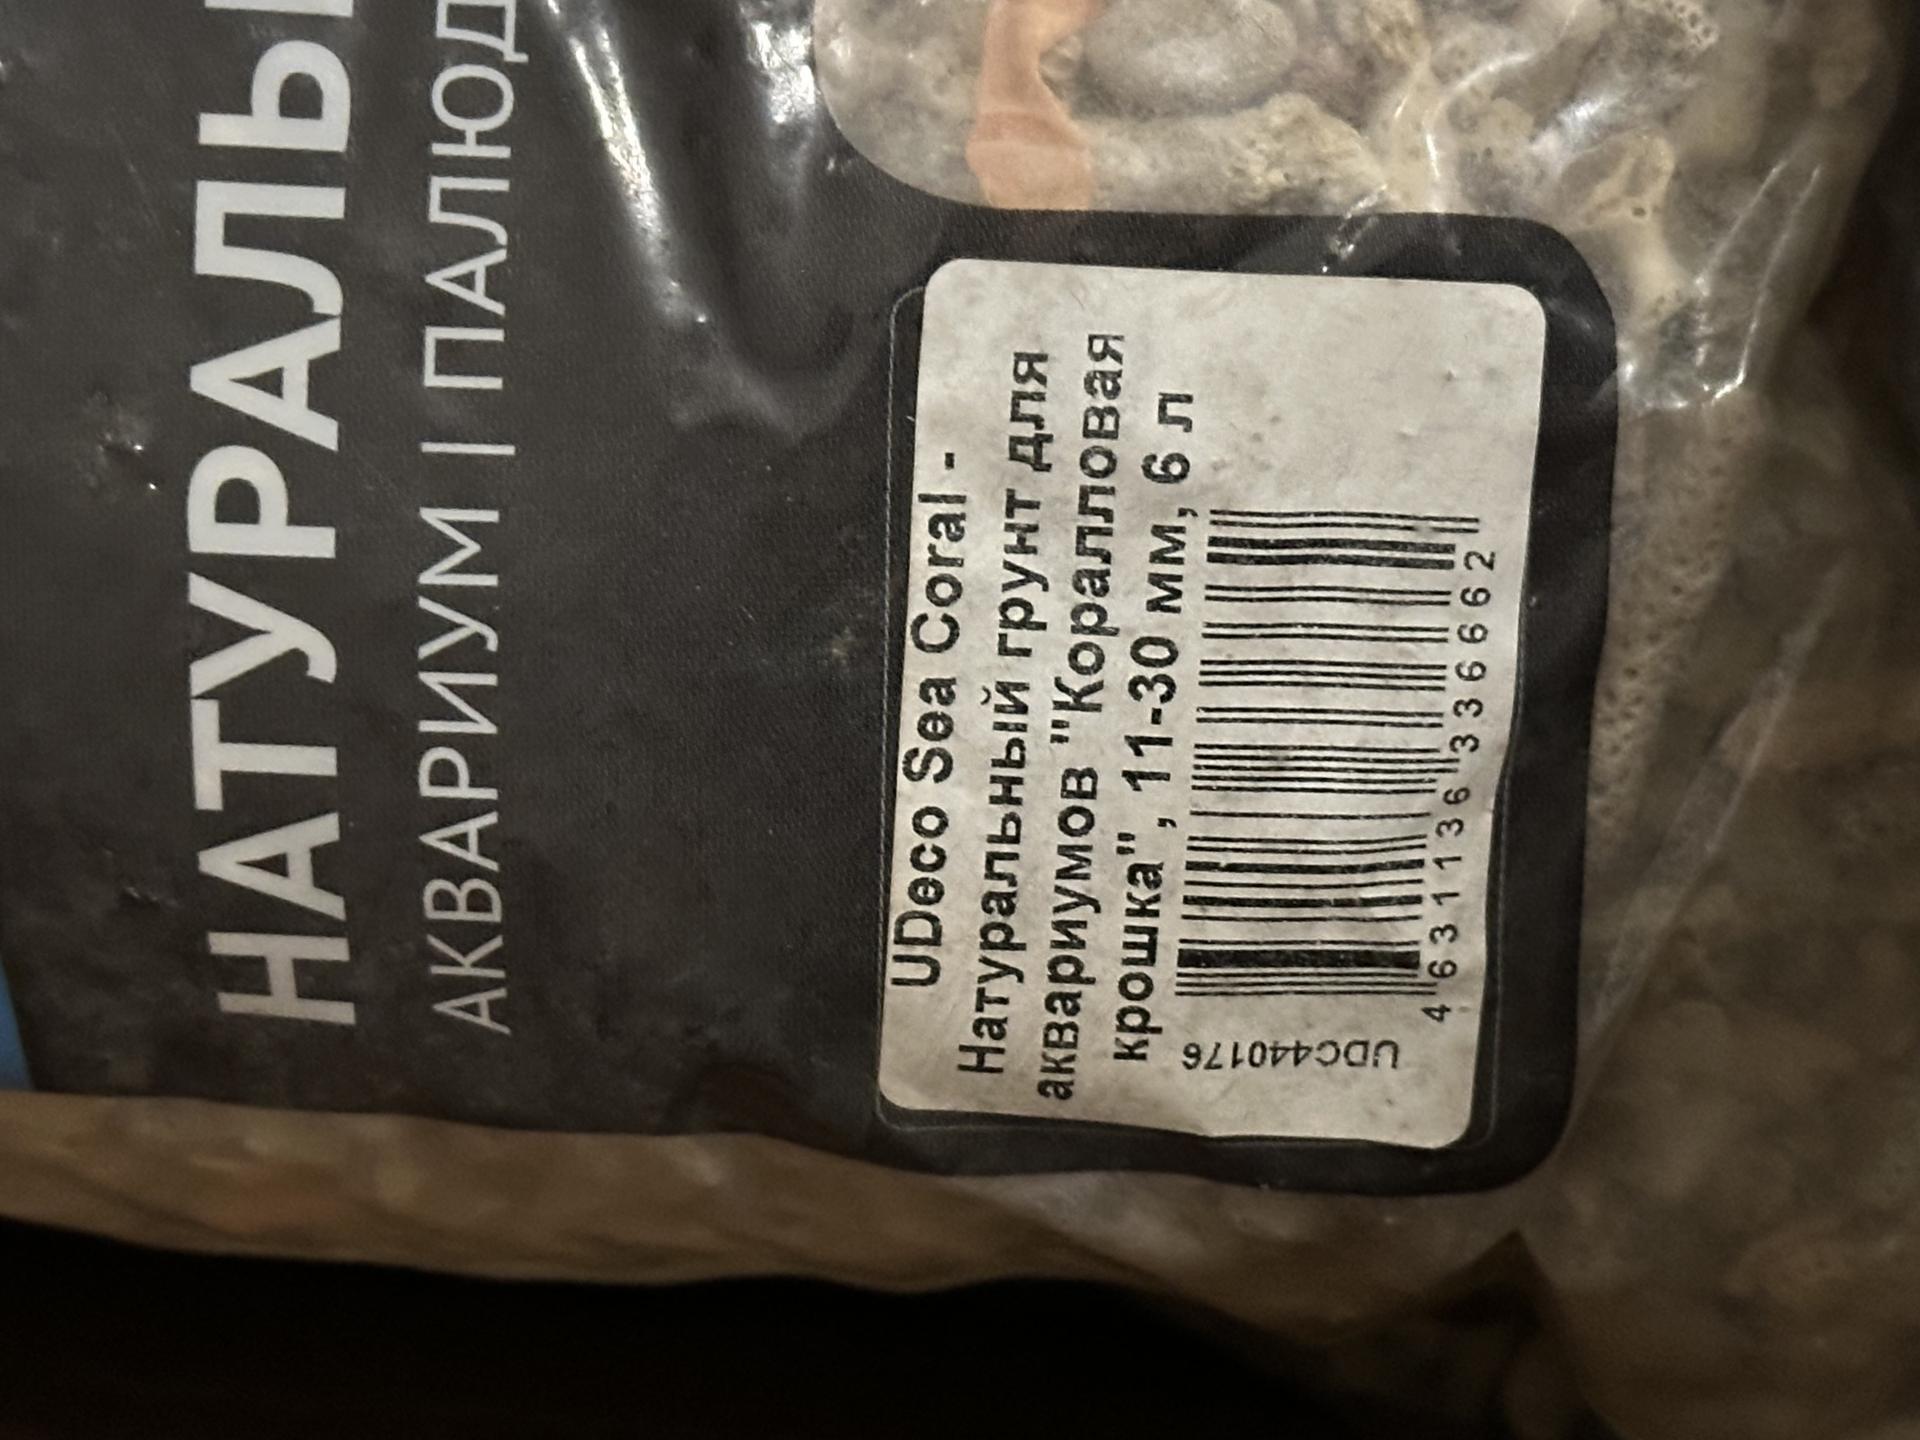 НАТУРАЛЬ
АКВАРИУМ | ПАЛЮД
UDeco Sea Coral -
Натуральный грунт для
аквариумов "Коралловая
крошка", 11-30 мм, 6 л
UDC440176
4 631136 336662